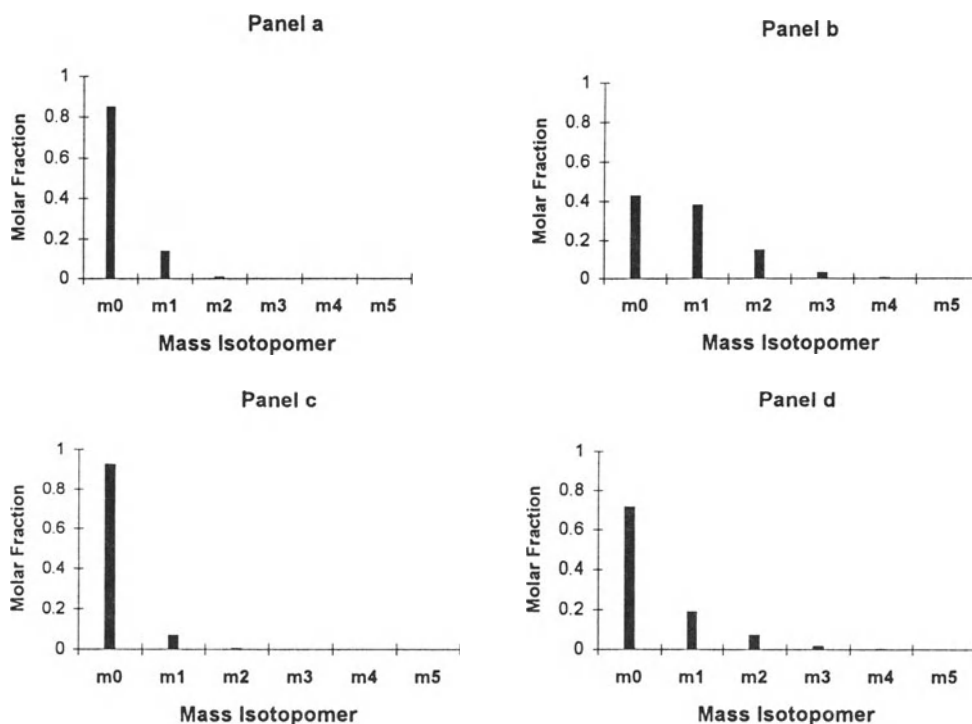 Panel a
1
0.8
0.6
0.4
0.2
0
Molar Fraction
m0 m1 m2 m3 m4 m5
Mass Isotopomer
Panel b
1
0.8
0.6
0.4
0.2
0
Molar Fraction
m0 m1 m2 m3 m4 m5
Mass Isotopomer
Panel c
1
0.8
0.6
0.4
0.2
0
Molar Fraction
m0 m1 m2 m3 m4 m5
Mass Isotopomer
Panel d
1
0.8
0.6
0.4
0.2
0
Molar Fraction
m0 m1 m2 m3 m4 m5
Mass Isotopomer